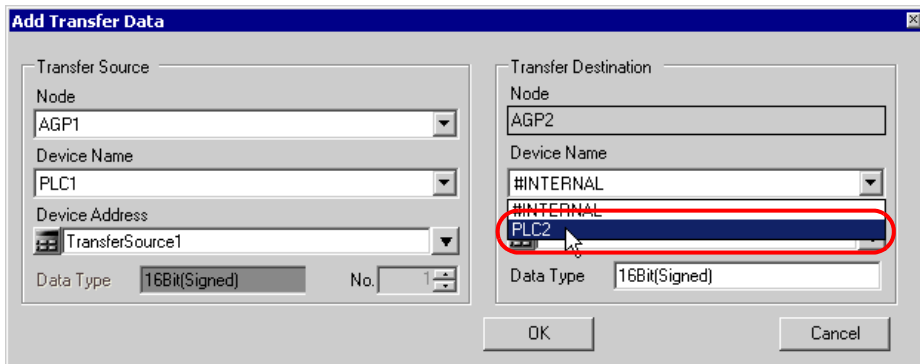 Add Transfer Data
Transfer Source
Node
AGP1
Device Name
PLC1
Device Address
TransferSource1
Data Type 16Bit(Signed) No. 1
Transfer Destination
Node
AGP2
Device Name
#INTERNAL
#INTERNAL
PLC2
Data Type 16Bit(Signed)
OK Cancel